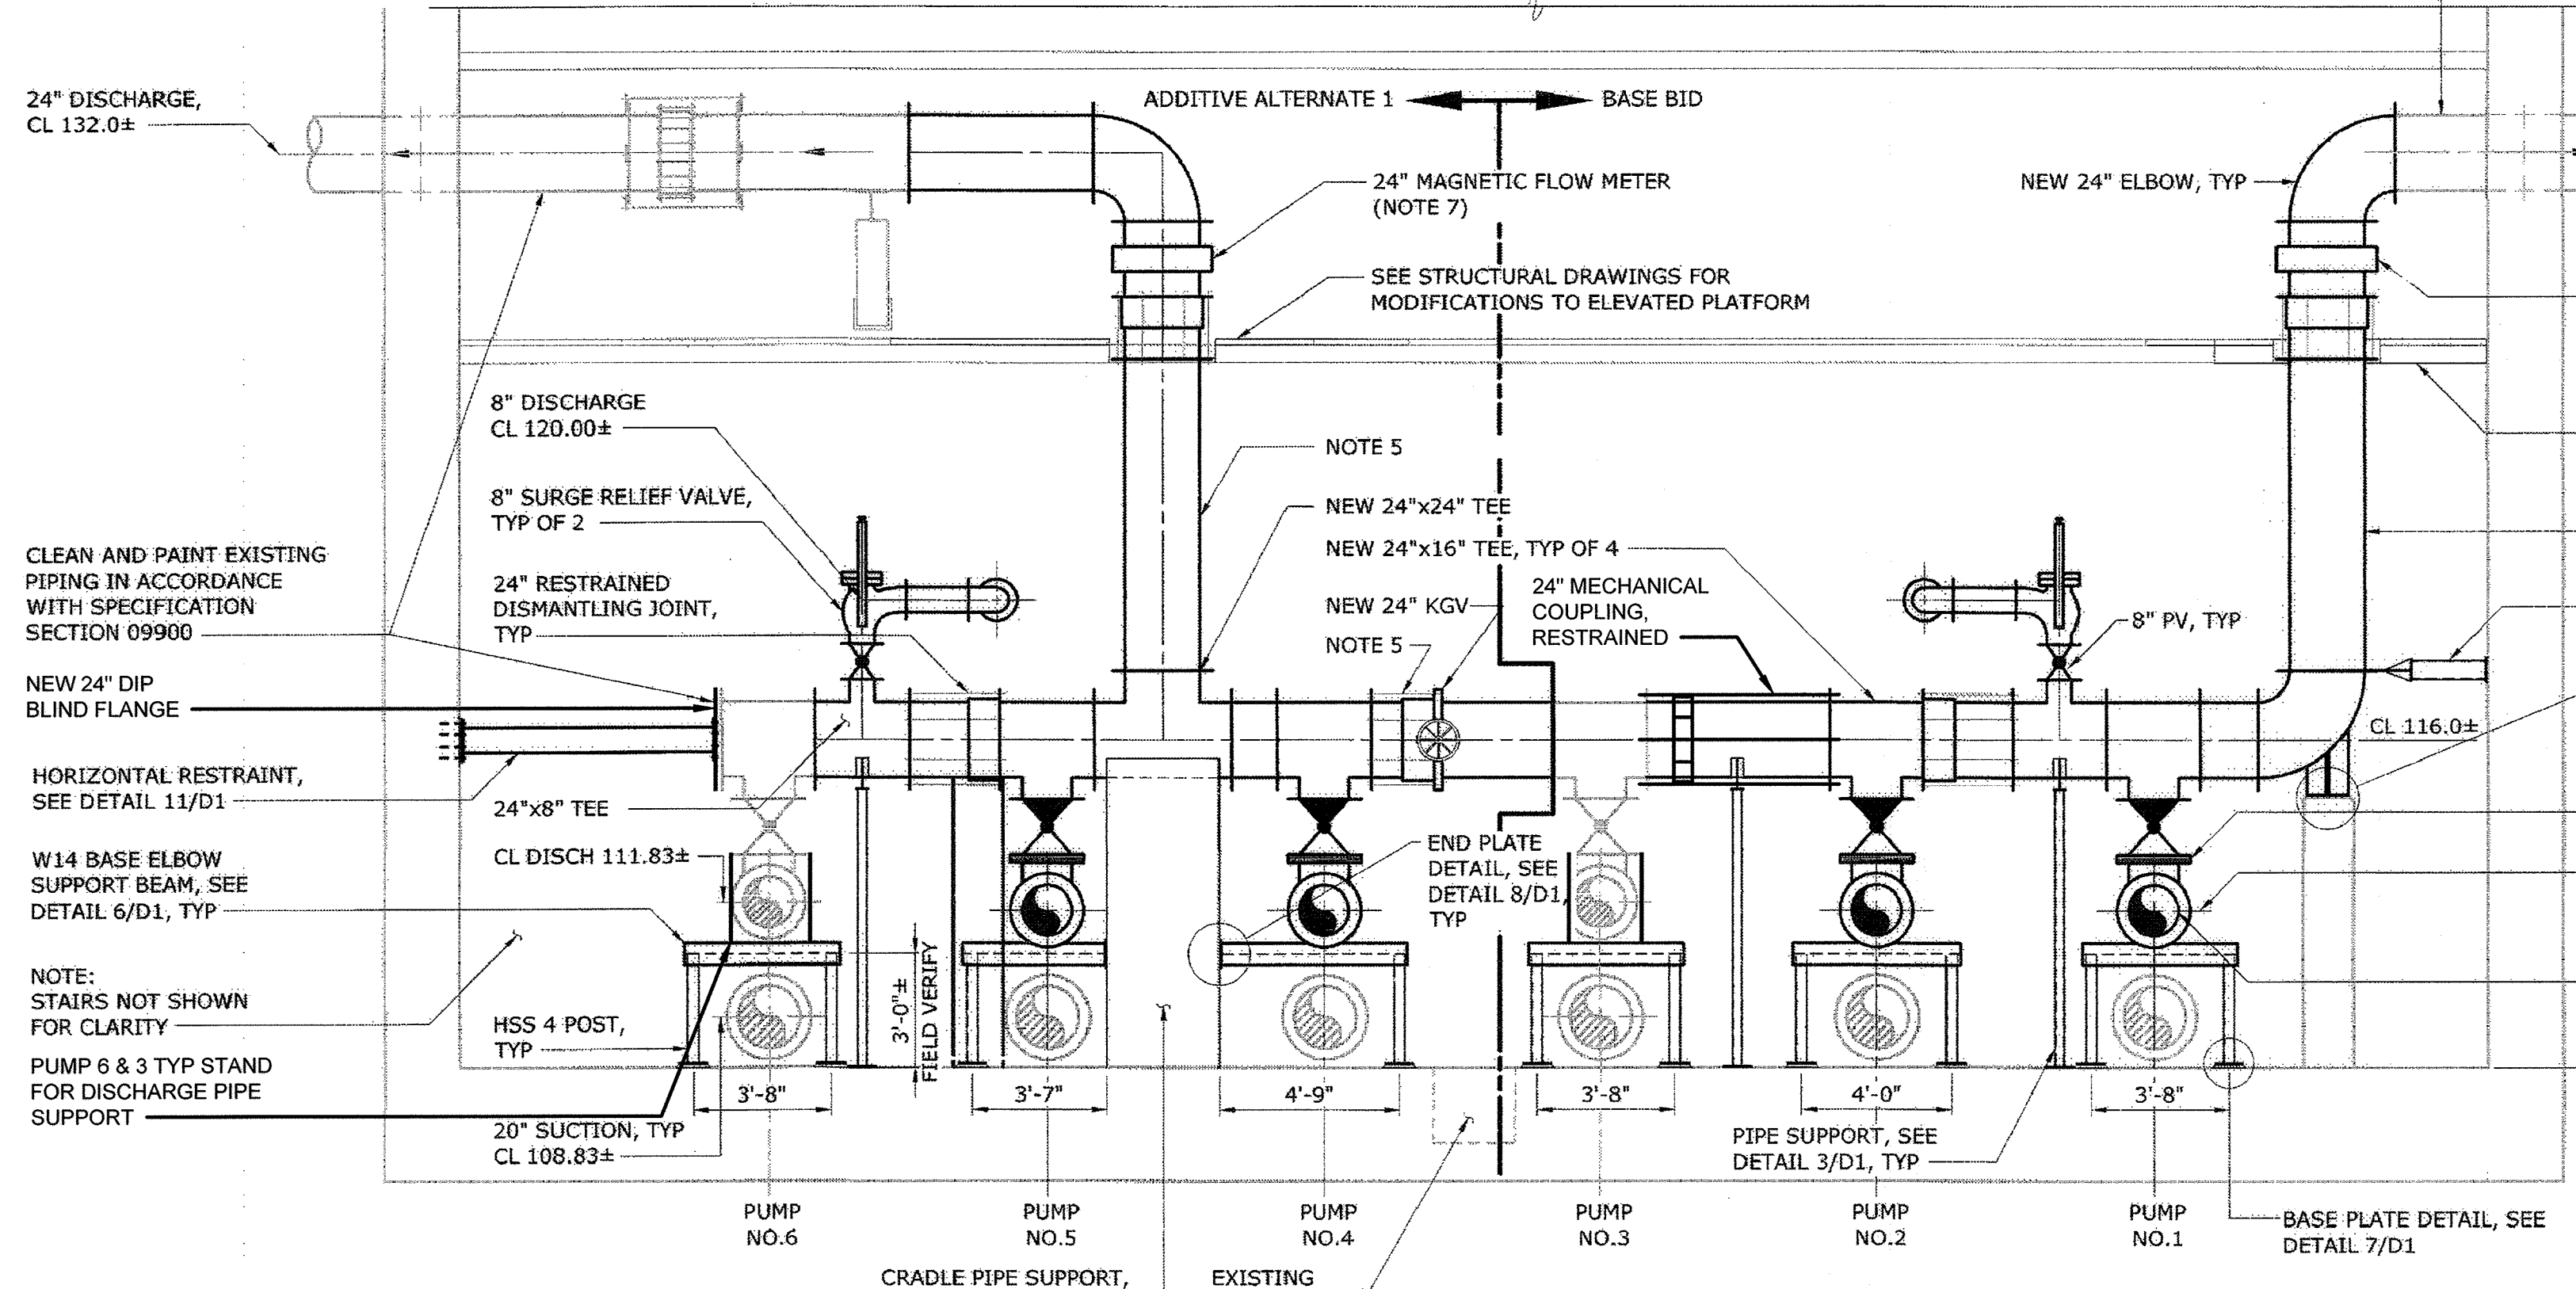 24" DISCHARGE,
CL 132.0±
ADDITIVE ALTERNATE 1
BASE BID
24" MAGNETIC FLOW METER
(NOTE 7)
NEW 24" ELBOW, TYP
SEE STRUCTURAL DRAWINGS FOR
MODIFICATIONS TO ELEVATED PLATFORM
8" DISCHARGE
CL 120.00±
NOTE 5
8" SURGE RELIEF VALVE,
TYP OF 2
NEW 24"x24" TEE
NEW 24"x16" TEE, TYP OF 4
CLEAN AND PAINT EXISTING
PIPING IN ACCORDANCE
WITH SPECIFICATION
SECTION 09900
24" RESTRAINED
DISMANTLING JOINT,
TYP
NEW 24" KGV
NOTE 5
24" MECHANICAL
COUPLING,
RESTRAINED
8" PV, TYP
NEW 24" DIP
BLIND FLANGE
CL 116.0±
HORIZONTAL RESTRAINT,
SEE DETAIL 11/D1
24"x8" TEE
CL DISCH 111.83±
END PLATE
DETAIL, SEE
DETAIL 8/D1,
TYP
W14 BASE ELBOW
SUPPORT BEAM, SEE
DETAIL 6/D1, TYP
NOTE:
STAIRS NOT SHOWN
FOR CLARITY
HSS 4 POST,
TYP
3'-0"±
FIELD VERIFY
PUMP 6 & 3 TYP STAND
FOR DISCHARGE PIPE
SUPPORT
3'-8"
3'-7"
4'-9"
3'-8"
4'-0"
3'-8"
20" SUCTION, TYP
CL 108.83±
PIPE SUPPORT, SEE
DETAIL 3/D1, TYP
PUMP
NO.6
PUMP
NO.5
PUMP
NO.4
PUMP
NO.3
PUMP
NO.2
PUMP
NO.1
BASE PLATE DETAIL, SEE
DETAIL 7/D1
CRADLE PIPE SUPPORT,
EXISTING